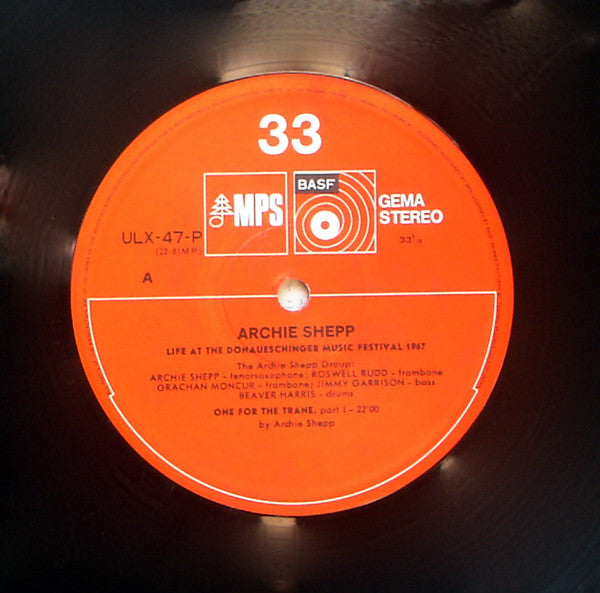 33
MPS
BASF
GEMA
STEREO
ULX-47-P
33⅓
A
ARCHIE SHEPP
LIFE AT THE DONAUESCHINGER MUSIC FESTIVAL 1967
The Archie Shepp Group:
ARCHIE SHEPP - tenorsaxophone; ROSWELL RUDD - trombone
GRACHAN MONCUR - trombone; JIMMY GARRISON - bass
BEAVER HARRIS - drums
ONE FOR THE TRANE, part I - 22'00
by Archie Shepp